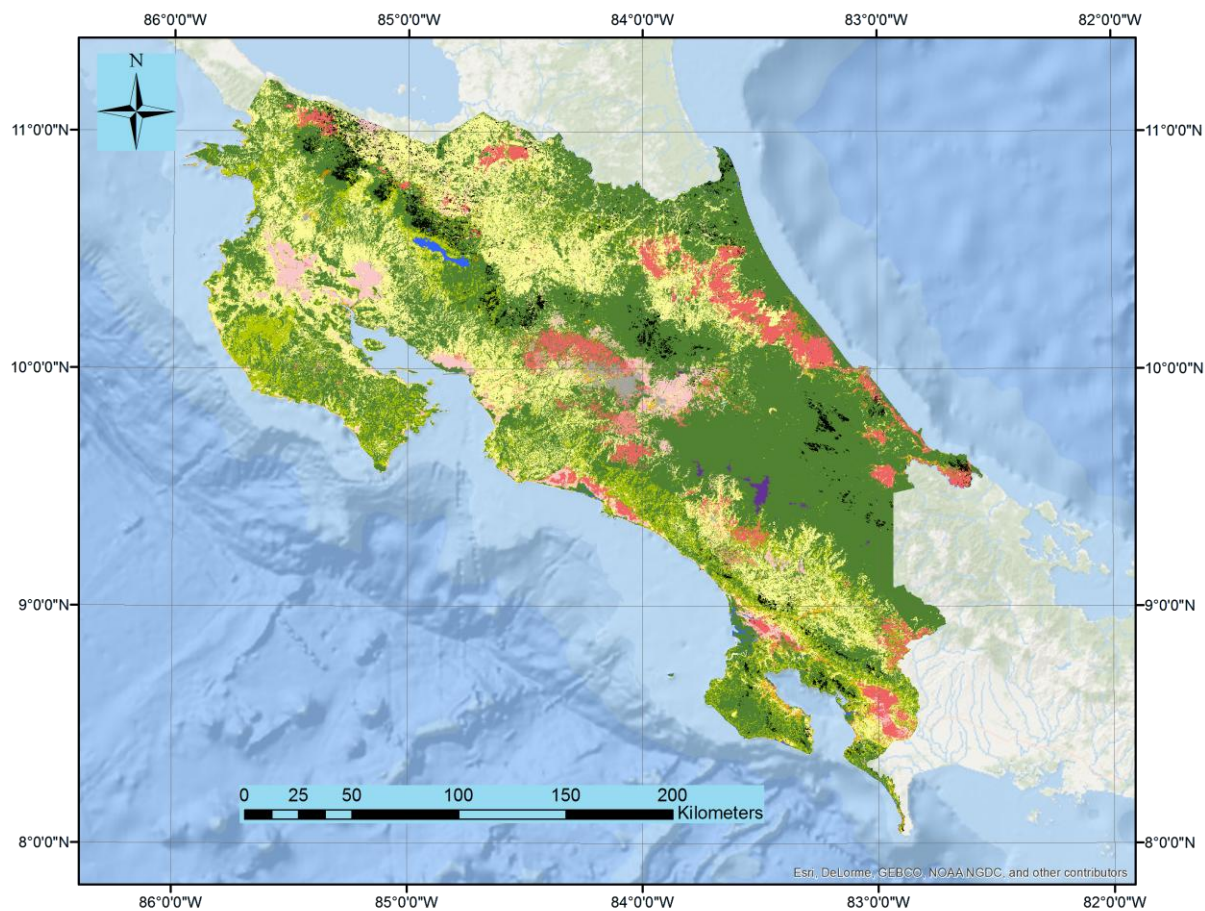 86°0'0"W 85°0'0"W 84°0'0"W 83°0'0"W 82°0'0"W
N
11°0'0"N 11°0'0"N
10°0'0"N 10°0'0"N
9°0'0"N 9°0'0"N
0 25 50 100 150 200
Kilometers
8°0'0"N 8°0'0"N
Esri, DeLorme, GEBCO, NOAA NGDC, and other contributors
86°0'0"W 85°0'0"W 84°0'0"W 83°0'0"W 82°0'0"W